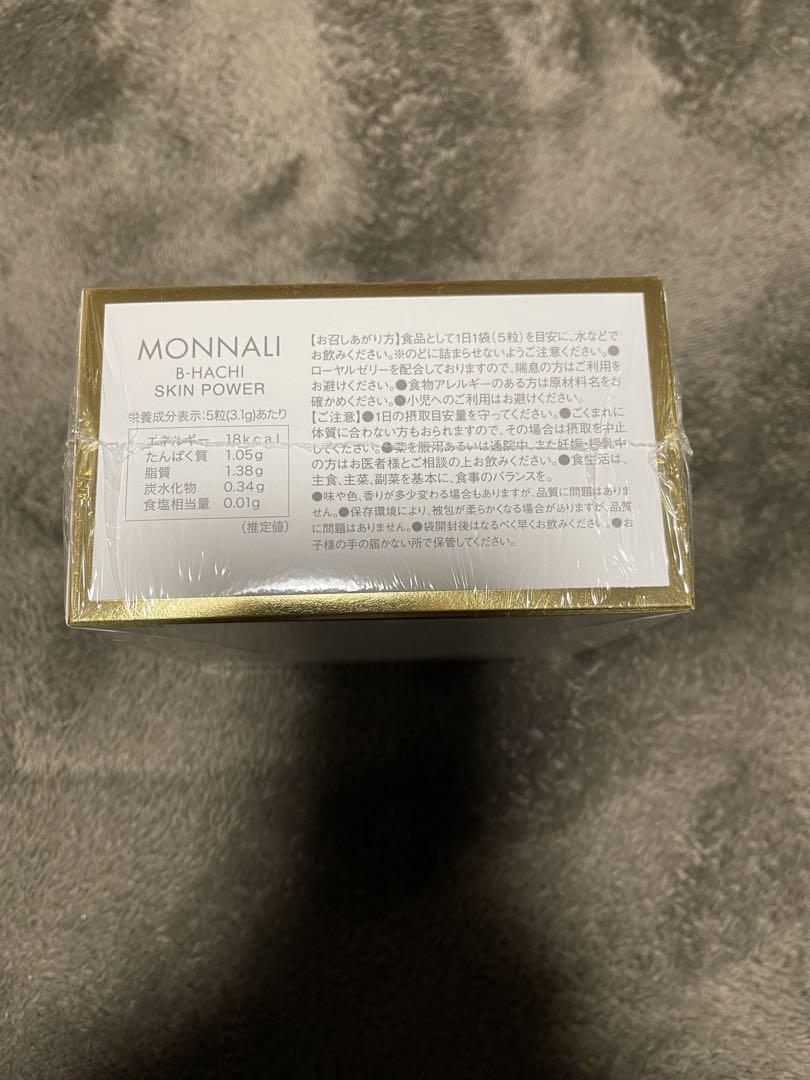 MONNALI
B-HACHI
SKIN POWER
栄養成分表示:5粒(3.1g)あたり
エネルギー 18kcal
たんぱく質 1.05g
脂質 1.38g
炭水化物 0.34g
食塩相当量 0.01g
(推定値)
【お召しあがり方】食品として1日1袋(5粒)を目安に、水などで
お飲みください。※のどに詰まらせないようご注意ください。●
ローヤルゼリーを配合しておりますので、喘息の方はご利用を
お避けください。●食物アレルギーのある方は原材料名をお
確かめください。●小児へのご利用はお避けください。
【ご注意】●1日の摂取目安量を守ってください。●ごくまれに
体質に合わない方もおられますので、その場合は摂取を中止
してください。●薬を服用あるいは通院中、また妊娠・授乳中
の方はお医者様とご相談の上お飲みください。●食生活は、
主食、主菜、副菜を基本に、食事のバランスを。
●味や色、香りが多少変わる場合もありますが、品質に問題はありま
せん。●保存環境により、被包が柔らかくなる場合がありますが、品質
に問題はありません。●袋開封後はなるべく早くお飲みください。●お
子様の手の届かない所で保管してください。